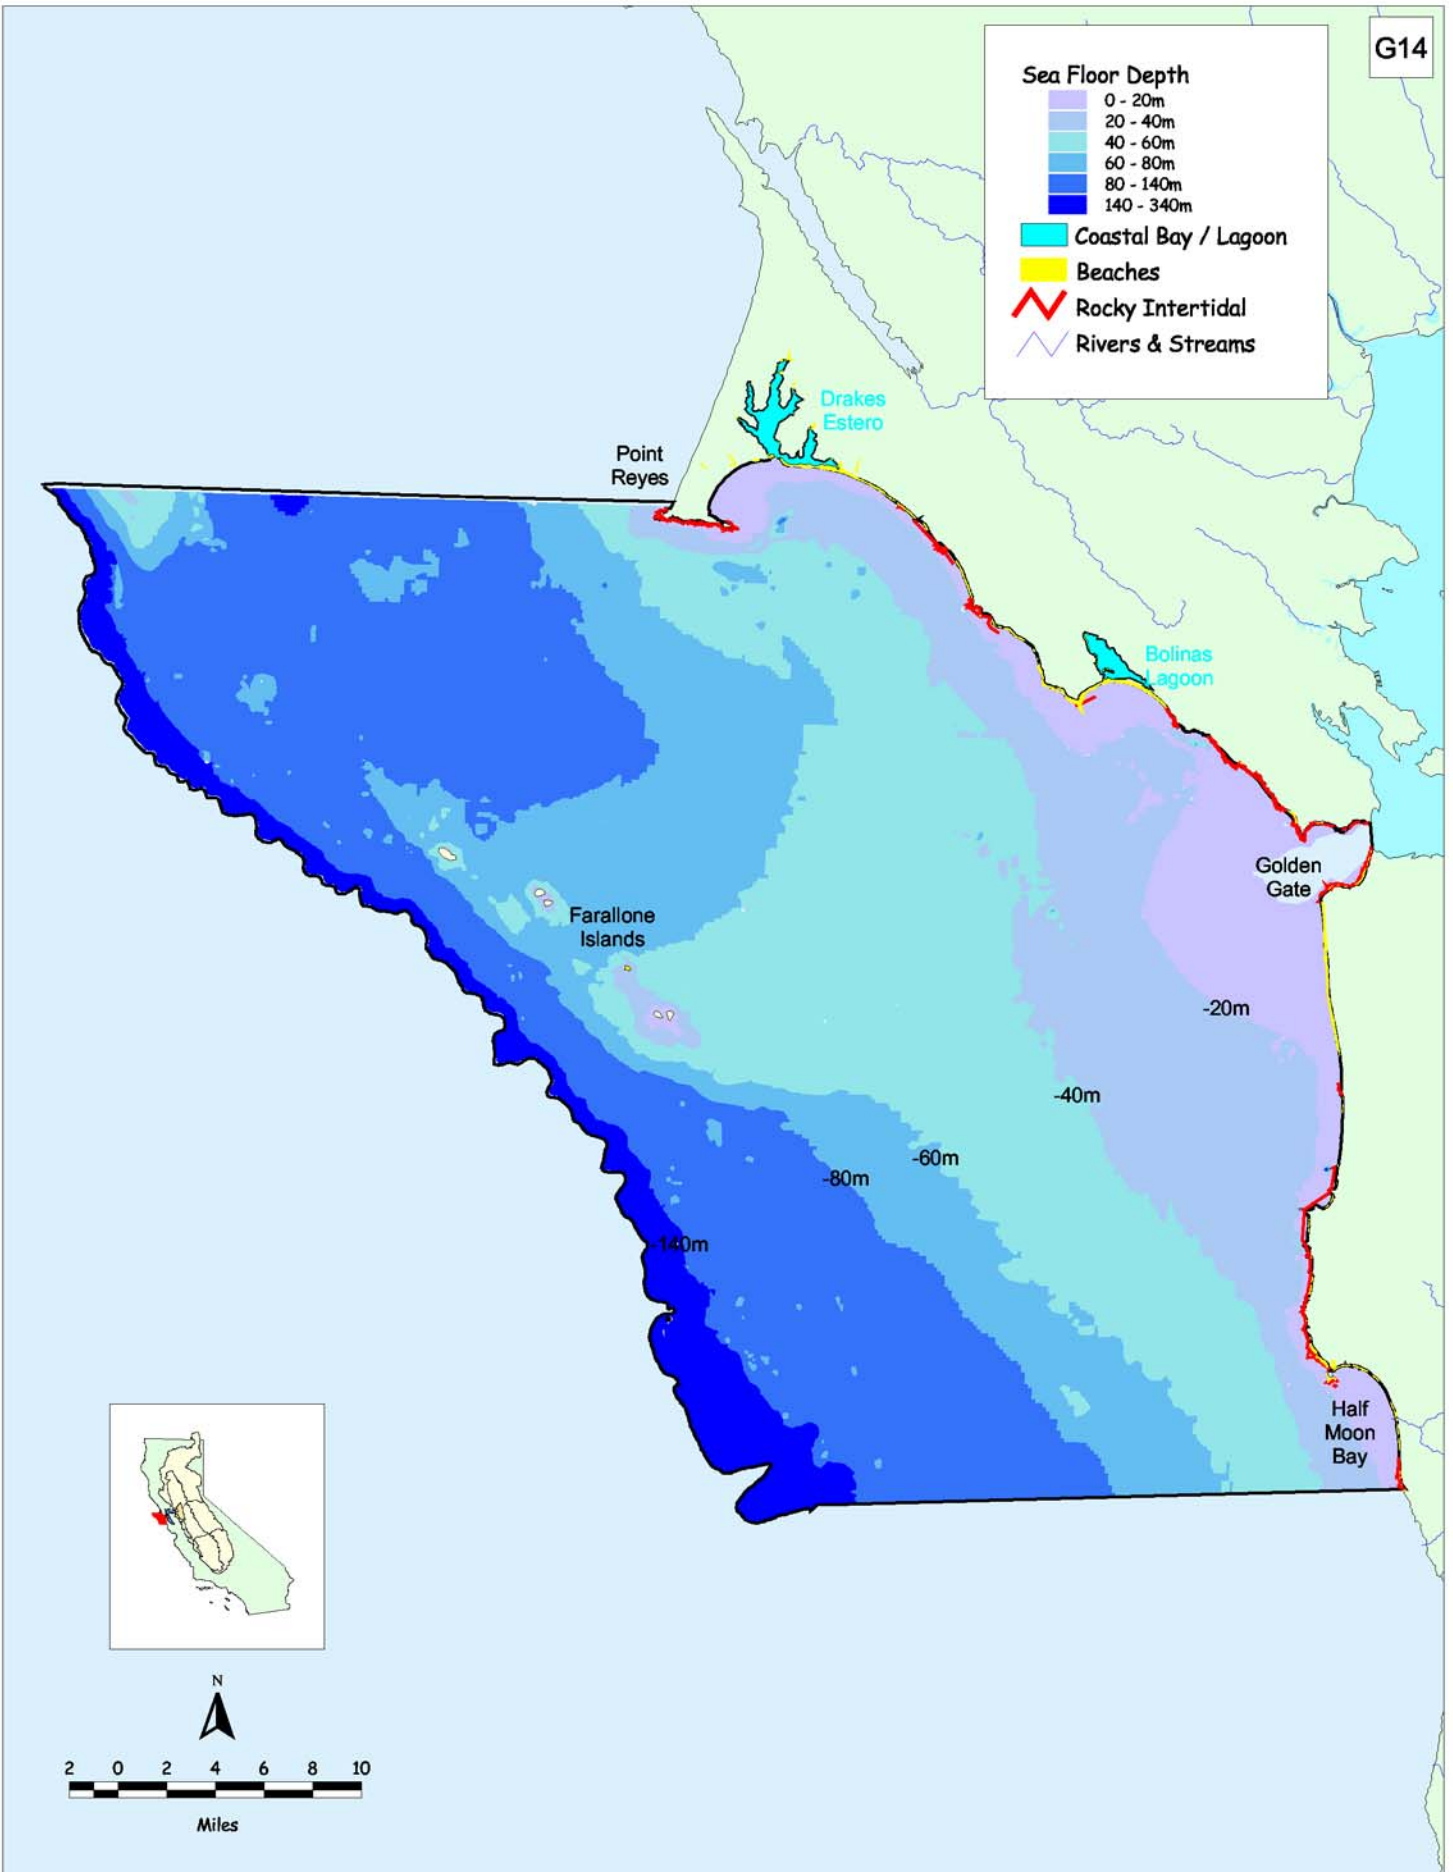 G14
Sea Floor Depth
0 - 20m
20 - 40m
40 - 60m
60 - 80m
80 - 140m
140 - 340m
Coastal Bay / Lagoon
Beaches
Rocky Intertidal
Rivers & Streams
Drakes
Estero
Point
Reyes
Bolinas
Lagoon
Golden
Gate
Farallone
Islands
-20m
-40m
-60m
-80m
-140m
Half
Moon
Bay
N
2 0 2 4 6 8 10
Miles